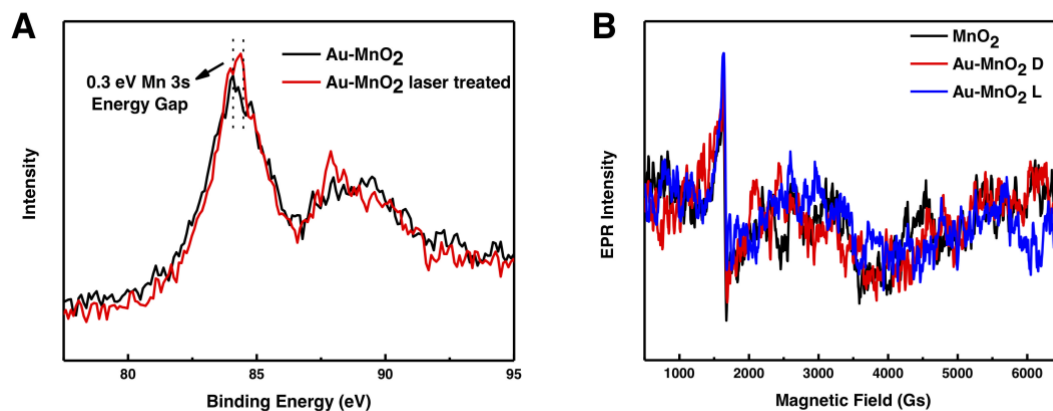 A
Au-MnO2
Au-MnO2 laser treated
0.3 eV Mn 3s
Energy Gap
Intensity
80 85 90 95
Binding Energy (eV)
B
MnO2
Au-MnO2 D
Au-MnO2 L
EPR Intensity
1000 2000 3000 4000 5000 6000
Magnetic Field (Gs)